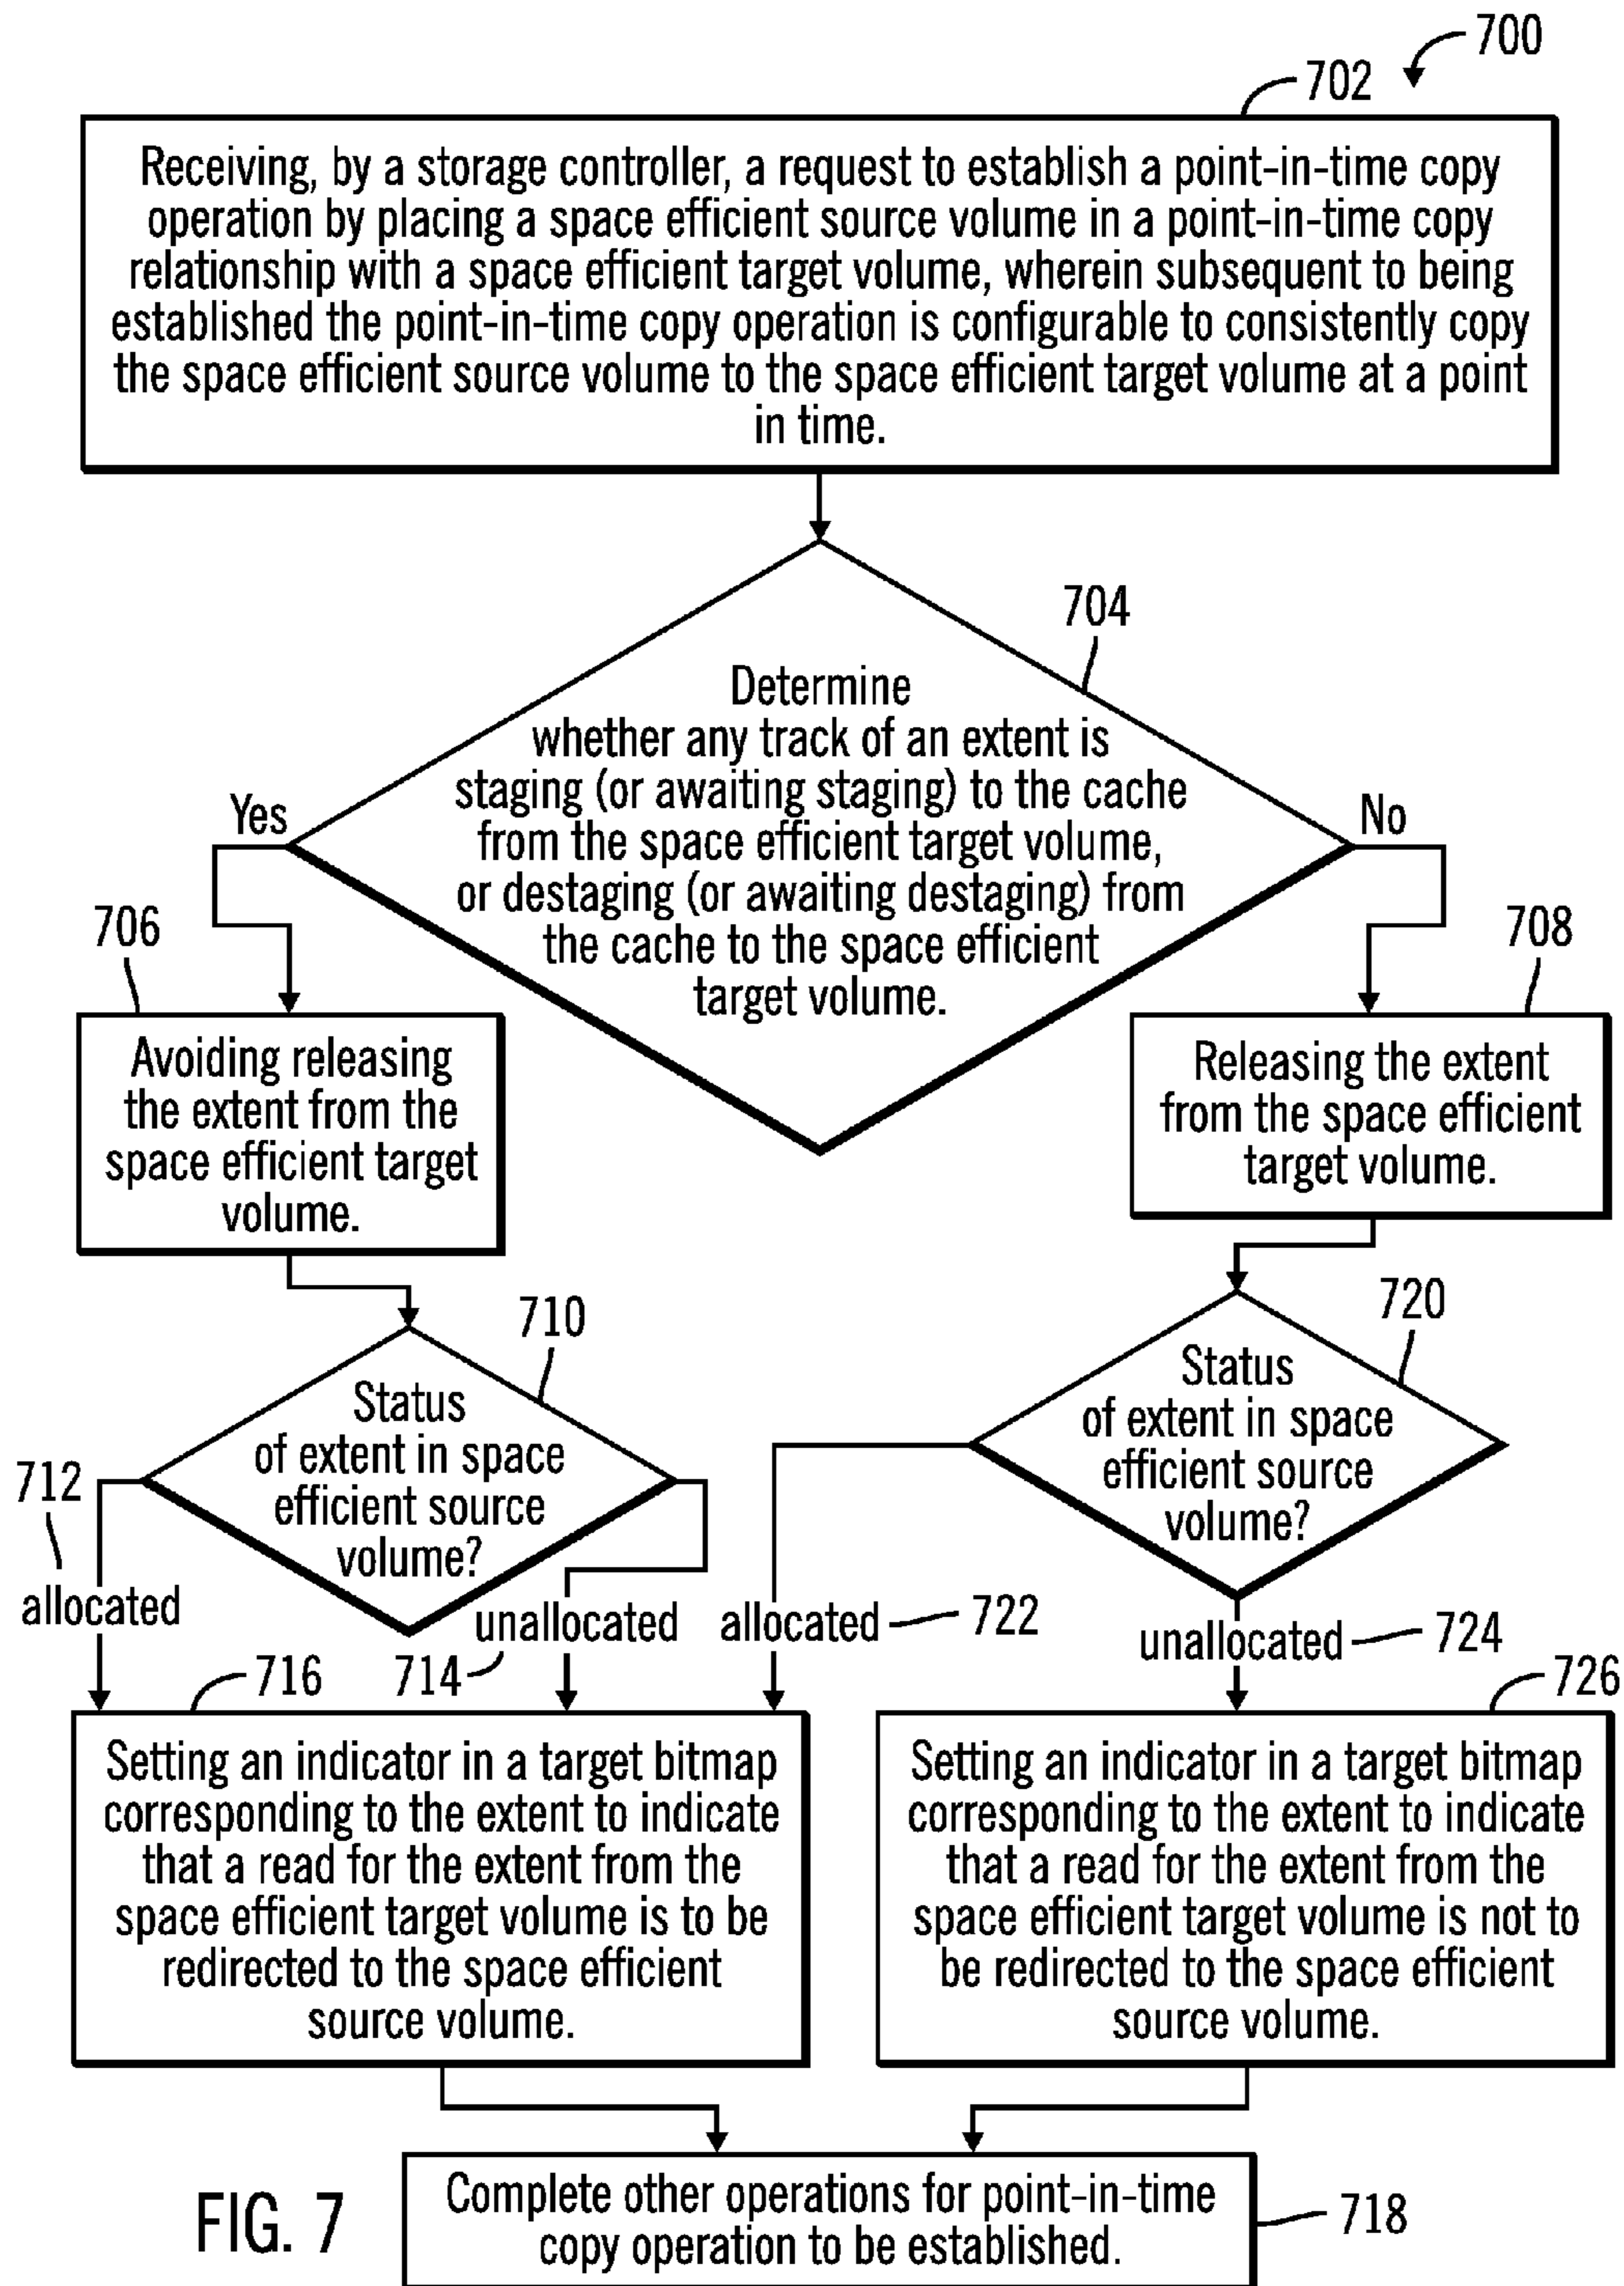 700
702
Receiving, by a storage controller, a request to establish a point-in-time copy
operation by placing a space efficient source volume in a point-in-time copy
relationship with a space efficient target volume, wherein subsequent to being
established the point-in-time copy operation is configurable to consistently copy
the space efficient source volume to the space efficient target volume at a point
in time.
704
Determine
whether any track of an extent is
staging (or awaiting staging) to the cache
from the space efficient target volume,
or destaging (or awaiting destaging) from
the cache to the space efficient
target volume.
Yes
No
706
Avoiding releasing
the extent from the
space efficient target
volume.
708
Releasing the extent
from the space efficient
target volume.
710
Status
of extent in space
efficient source
volume?
720
Status
of extent in space
efficient source
volume?
712
allocated
unallocated
714
allocated
722
unallocated
724
716
Setting an indicator in a target bitmap
corresponding to the extent to indicate
that a read for the extent from the
space efficient target volume is to be
redirected to the space efficient
source volume.
726
Setting an indicator in a target bitmap
corresponding to the extent to indicate
that a read for the extent from the
space efficient target volume is not to
be redirected to the space efficient
source volume.
Complete other operations for point-in-time
copy operation to be established.
718
FIG. 7